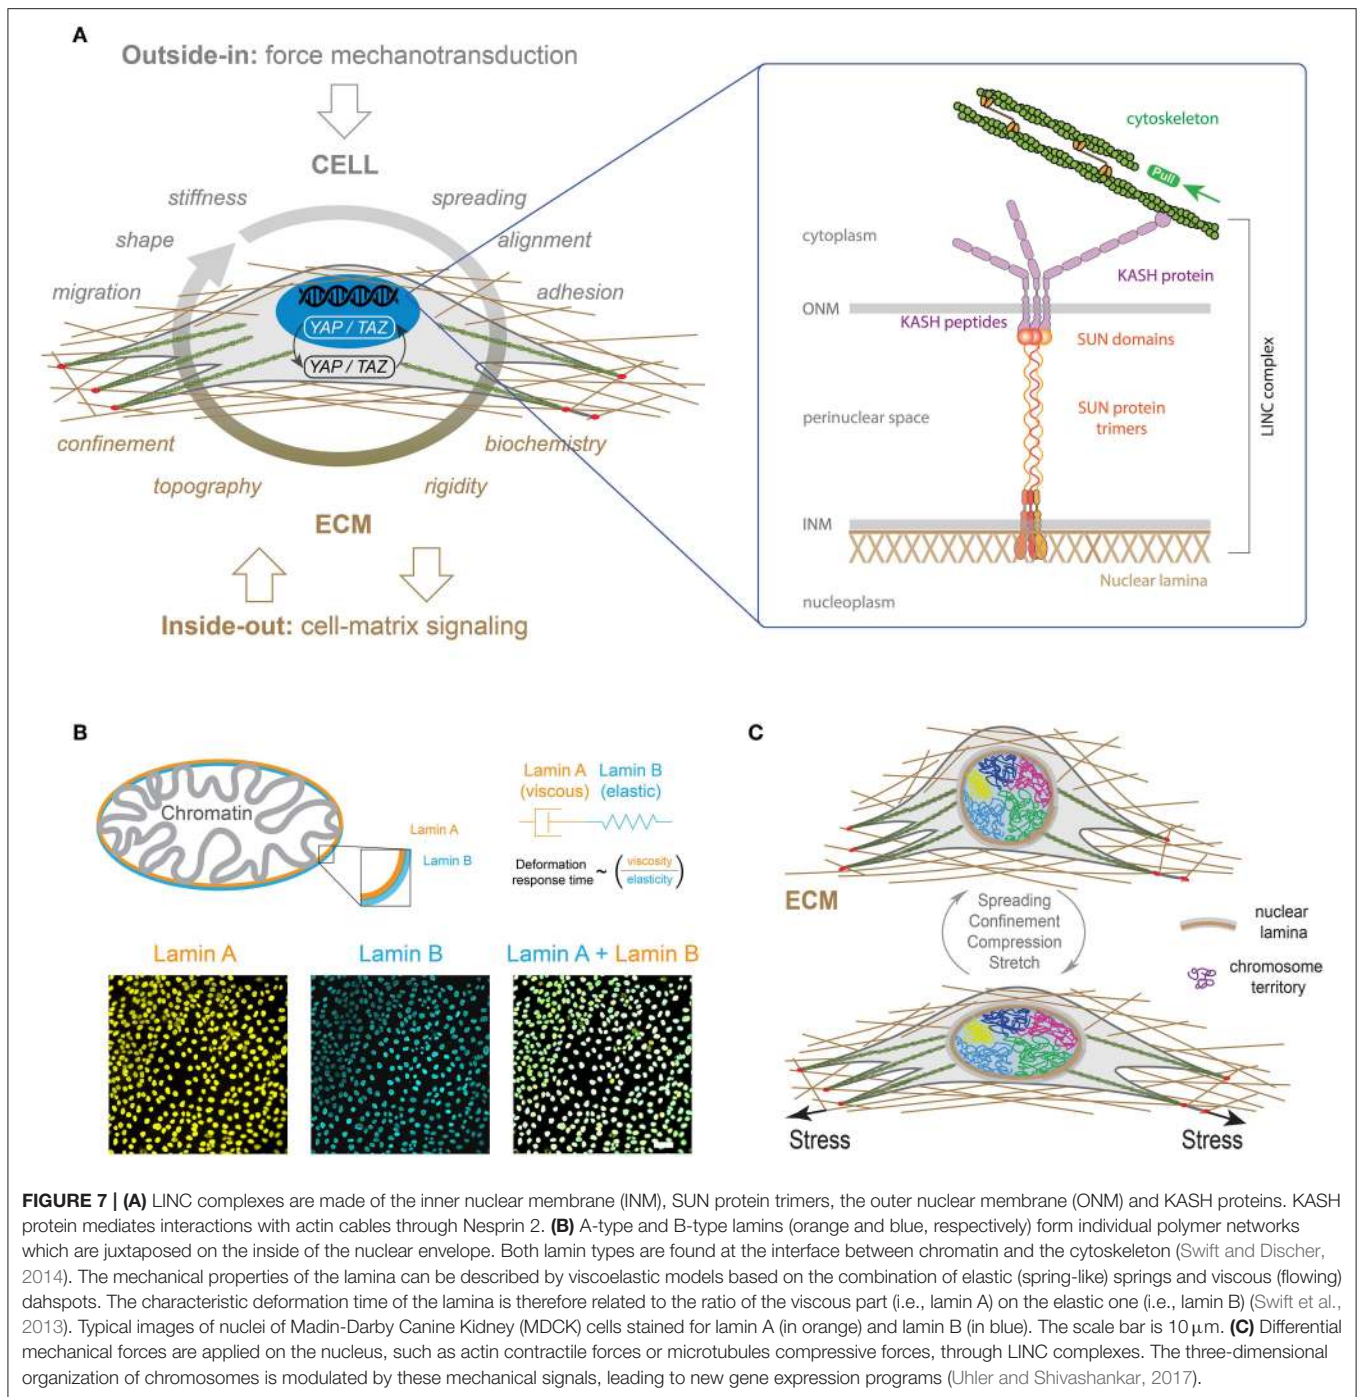 A
Outside-in: force mechanotransduction
CELL
stiffness
spreading
shape
alignment
migration
adhesion
YAP / TAZ
YAP / TAZ
confinement
biochemistry
topography
rigidity
ECM
Inside-out: cell-matrix signaling
cytoskeleton
Pull
cytoplasm
KASH protein
ONM
KASH peptides
SUN domains
perinuclear space
SUN protein
trimers
LINC complex
INM
Nuclear lamina
nucleoplasm
B
Chromatin
Lamin A
Lamin B
Lamin A
(viscous)
Lamin B
(elastic)
Deformation
response time
~
viscosity
elasticity
Lamin A
Lamin B
Lamin A + Lamin B
C
ECM
Spreading
Confinement
Compression
Stretch
nuclear
lamina
chromosome
territory
Stress
Stress
FIGURE 7 | (A) LINC complexes are made of the inner nuclear membrane (INM), SUN protein trimers, the outer nuclear membrane (ONM) and KASH proteins. KASH
protein mediates interactions with actin cables through Nesprin 2. (B) A-type and B-type lamins (orange and blue, respectively) form individual polymer networks
which are juxtaposed on the inside of the nuclear envelope. Both lamin types are found at the interface between chromatin and the cytoskeleton (Swift and Discher,
2014). The mechanical properties of the lamina can be described by viscoelastic models based on the combination of elastic (spring-like) springs and viscous (flowing)
dahspots. The characteristic deformation time of the lamina is therefore related to the ratio of the viscous part (i.e., lamin A) on the elastic one (i.e., lamin B) (Swift et al.,
2013). Typical images of nuclei of Madin-Darby Canine Kidney (MDCK) cells stained for lamin A (in orange) and lamin B (in blue). The scale bar is 10 μm. (C) Differential
mechanical forces are applied on the nucleus, such as actin contractile forces or microtubules compressive forces, through LINC complexes. The three-dimensional
organization of chromosomes is modulated by these mechanical signals, leading to new gene expression programs (Uhler and Shivashankar, 2017).